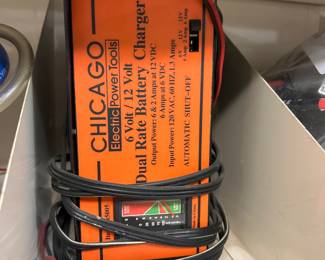 CHICAGO
Electric Power Tools
6 Volt / 12 Volt
Dual Rate Battery Charger
Output Power: 6 & 2 Amps at 12 VDC
6 Amps at 6 VDC
Input Power: 120 VAC, 60 HZ, 1.3 Amps
AUTOMATIC SHUT-OFF